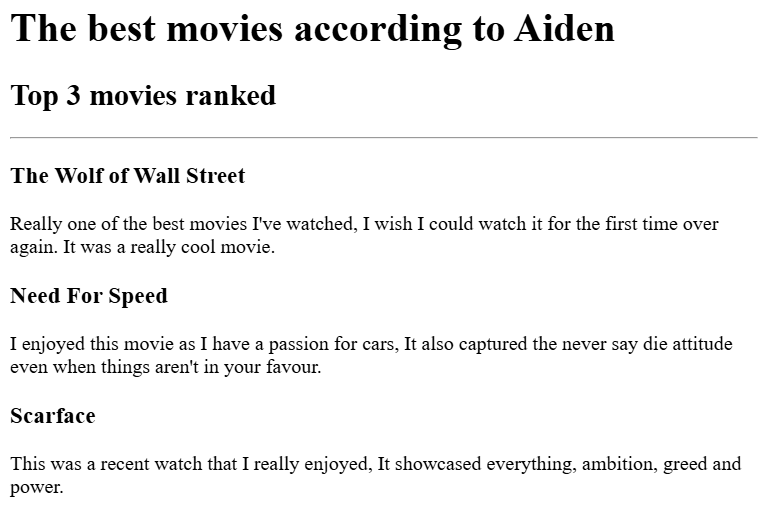 The best movies according to Aiden
Top 3 movies ranked
The Wolf of Wall Street
Really one of the best movies I've watched, I wish I could watch it for the first time over
again. It was a really cool movie.
Need For Speed
I enjoyed this movie as I have a passion for cars, It also captured the never say die attitude
even when things aren't in your favour.
Scarface
This was a recent watch that I really enjoyed, It showcased everything, ambition, greed and
power.